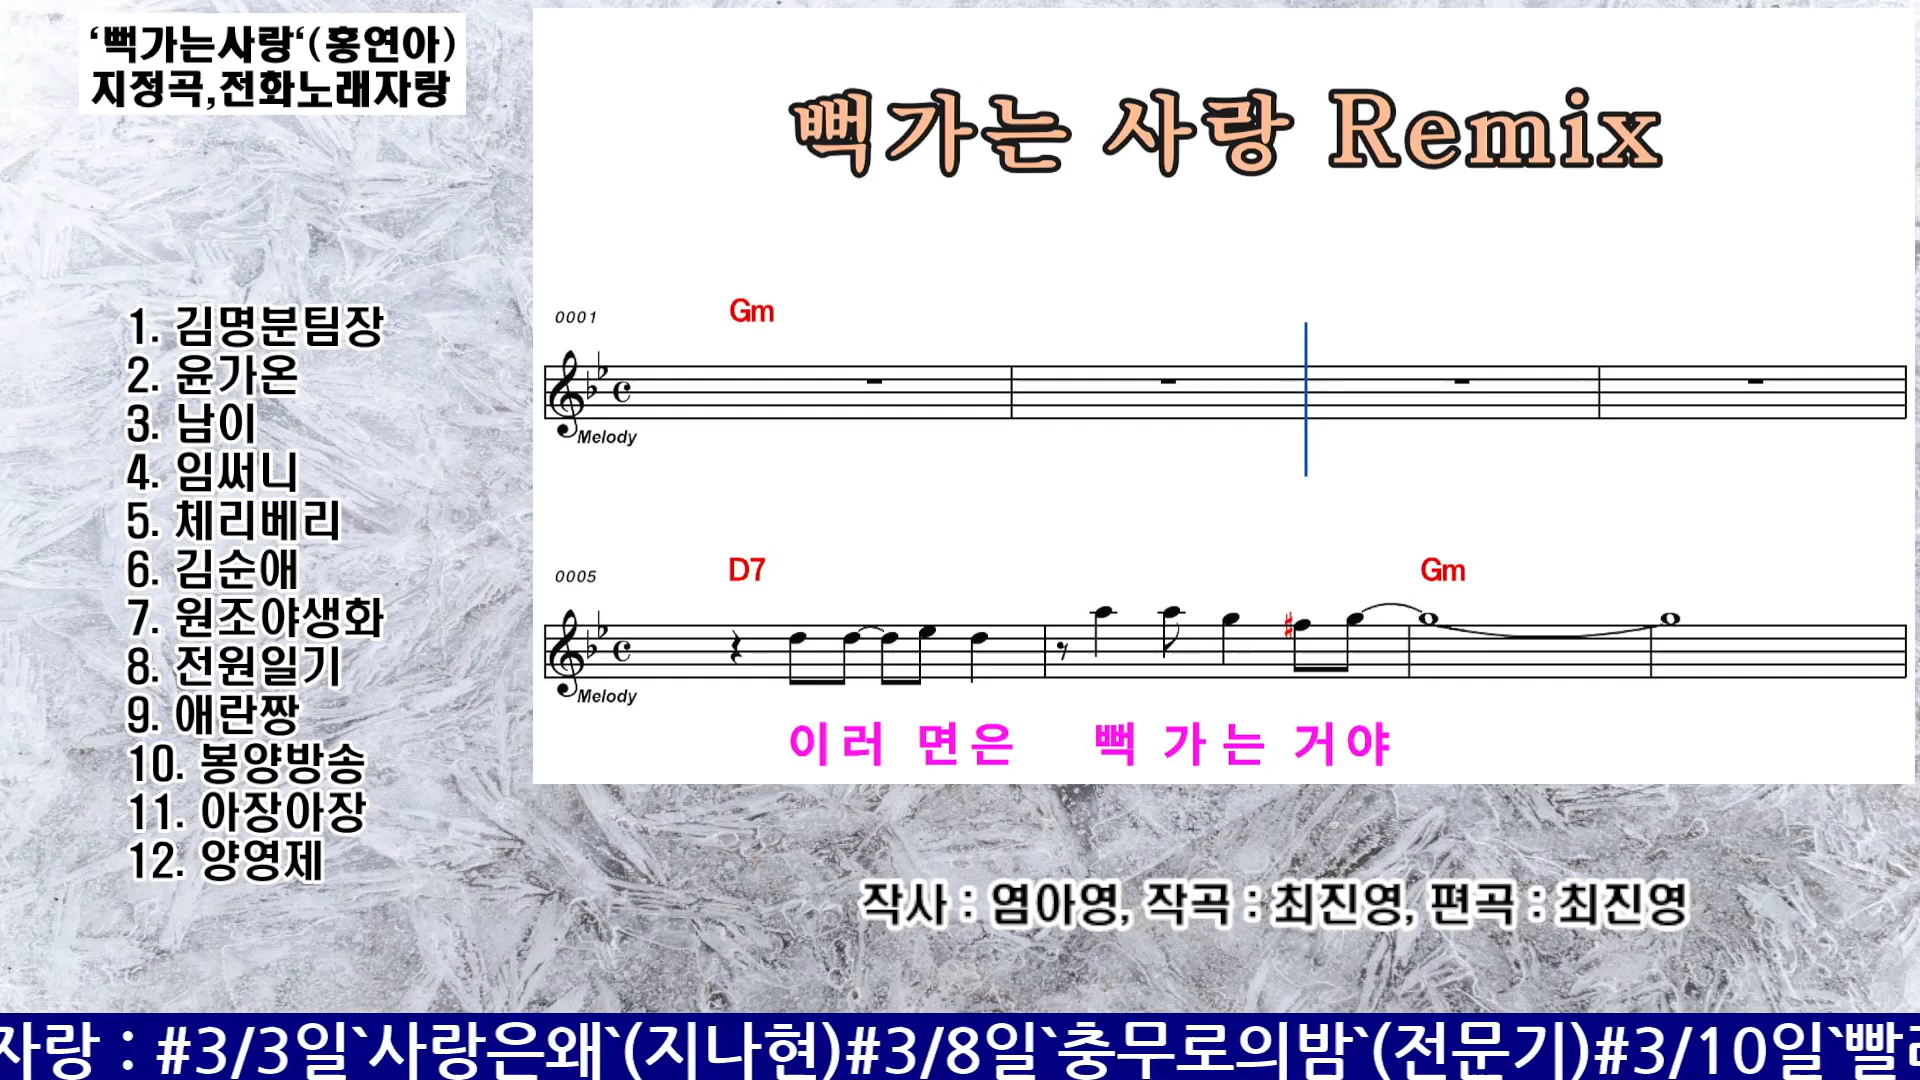 ‘뻑가는사랑‘(홍연아)
지정곡,전화노래자랑
1. 김명분팀장
2. 윤가온
3. 남이
4. 임써니
5. 체리베리
6. 김순애
7. 원조야생화
8. 전원일기
9. 애란짱
10. 봉양방송
11. 아장아장
12. 양영제
뻑가는 사랑 Remix
0001 Gm
Melody
0005 D7 Gm
Melody
이러 면은 뻑 가는 거야
작사 : 염아영, 작곡 : 최진영, 편곡 : 최진영
자랑 : #3/3일`사랑은왜`(지나현)#3/8일`충무로의밤`(전문기)#3/10일`빨